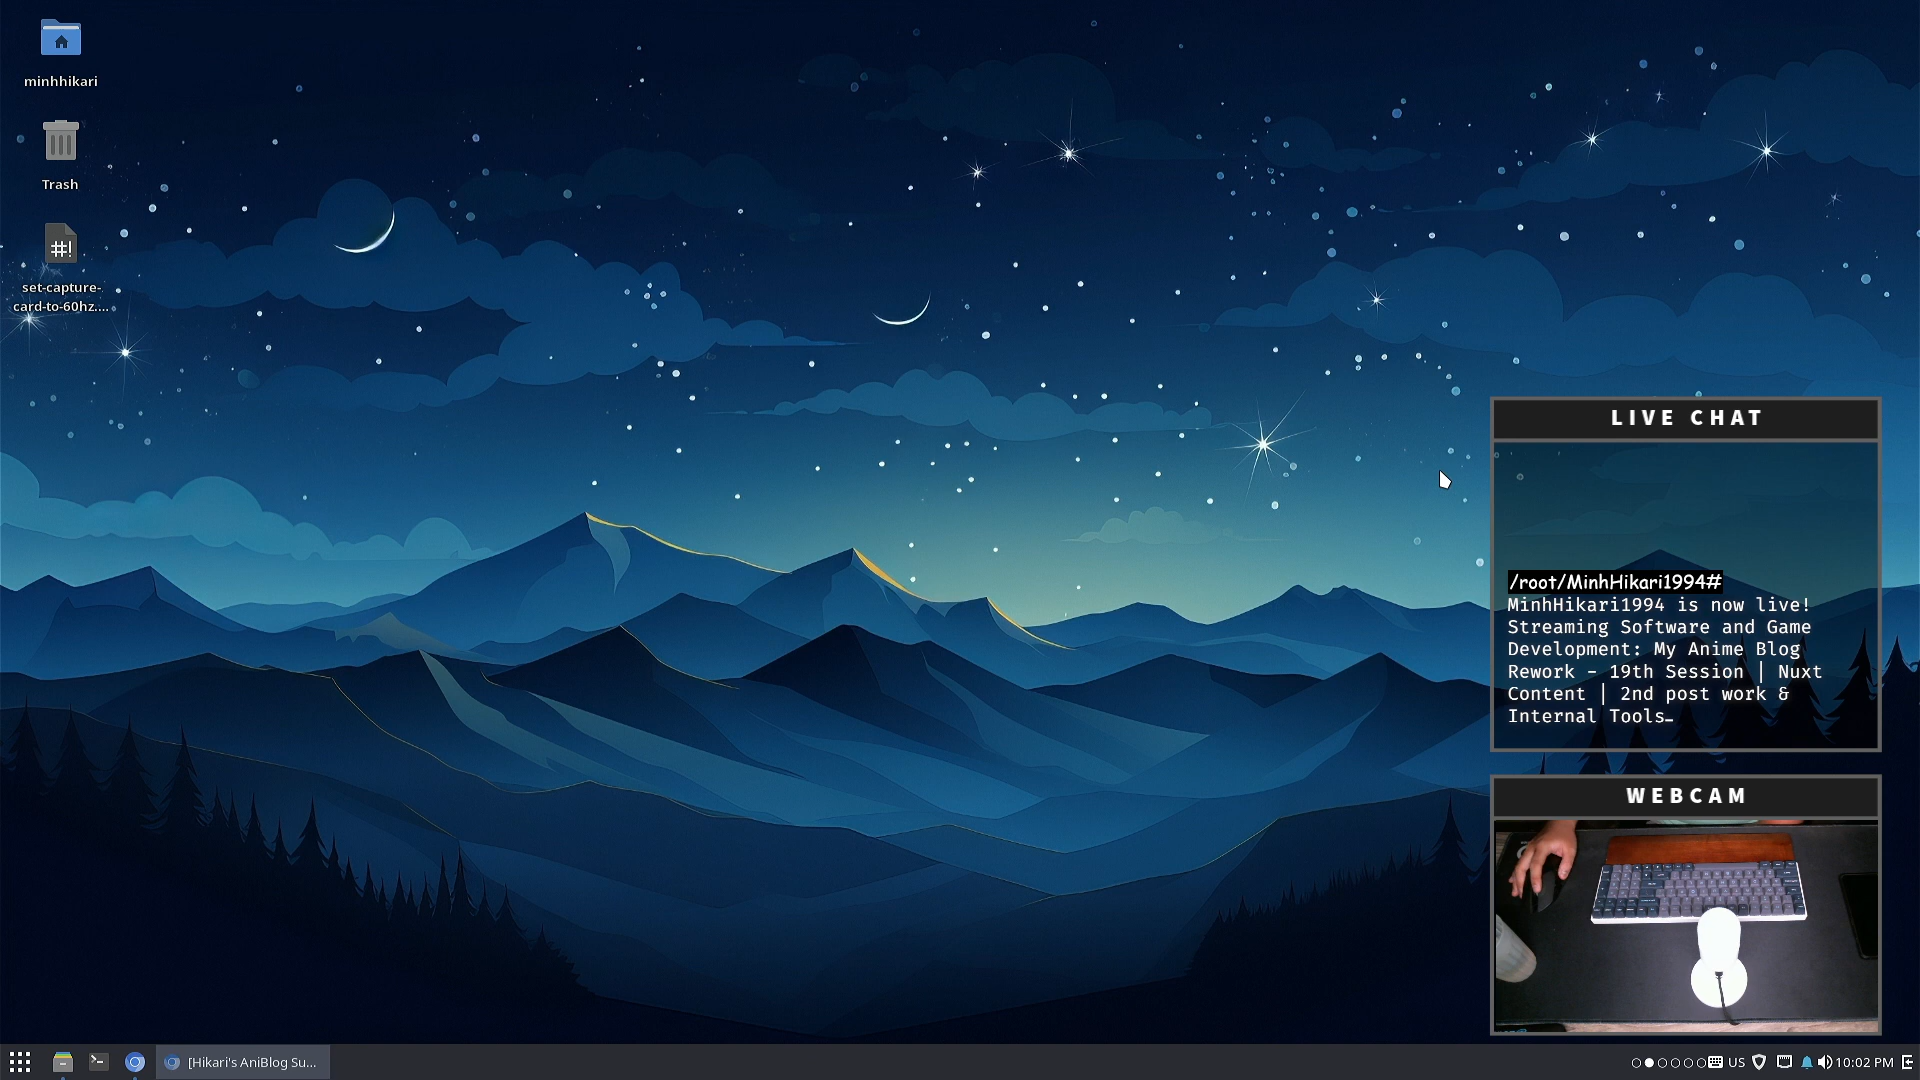 minhhikari
Trash
#!
set-capture-
card-to-60hz....
LIVE CHAT
/root/MinhHikari1994#
MinhHikari1994 is now live!
Streaming Software and Game
Development: My Anime Blog
Rework - 19th Session | Nuxt
Content | 2nd post work &
Internal Tools_
WEBCAM
[Hikari's AniBlog Su...
US
10:02 PM